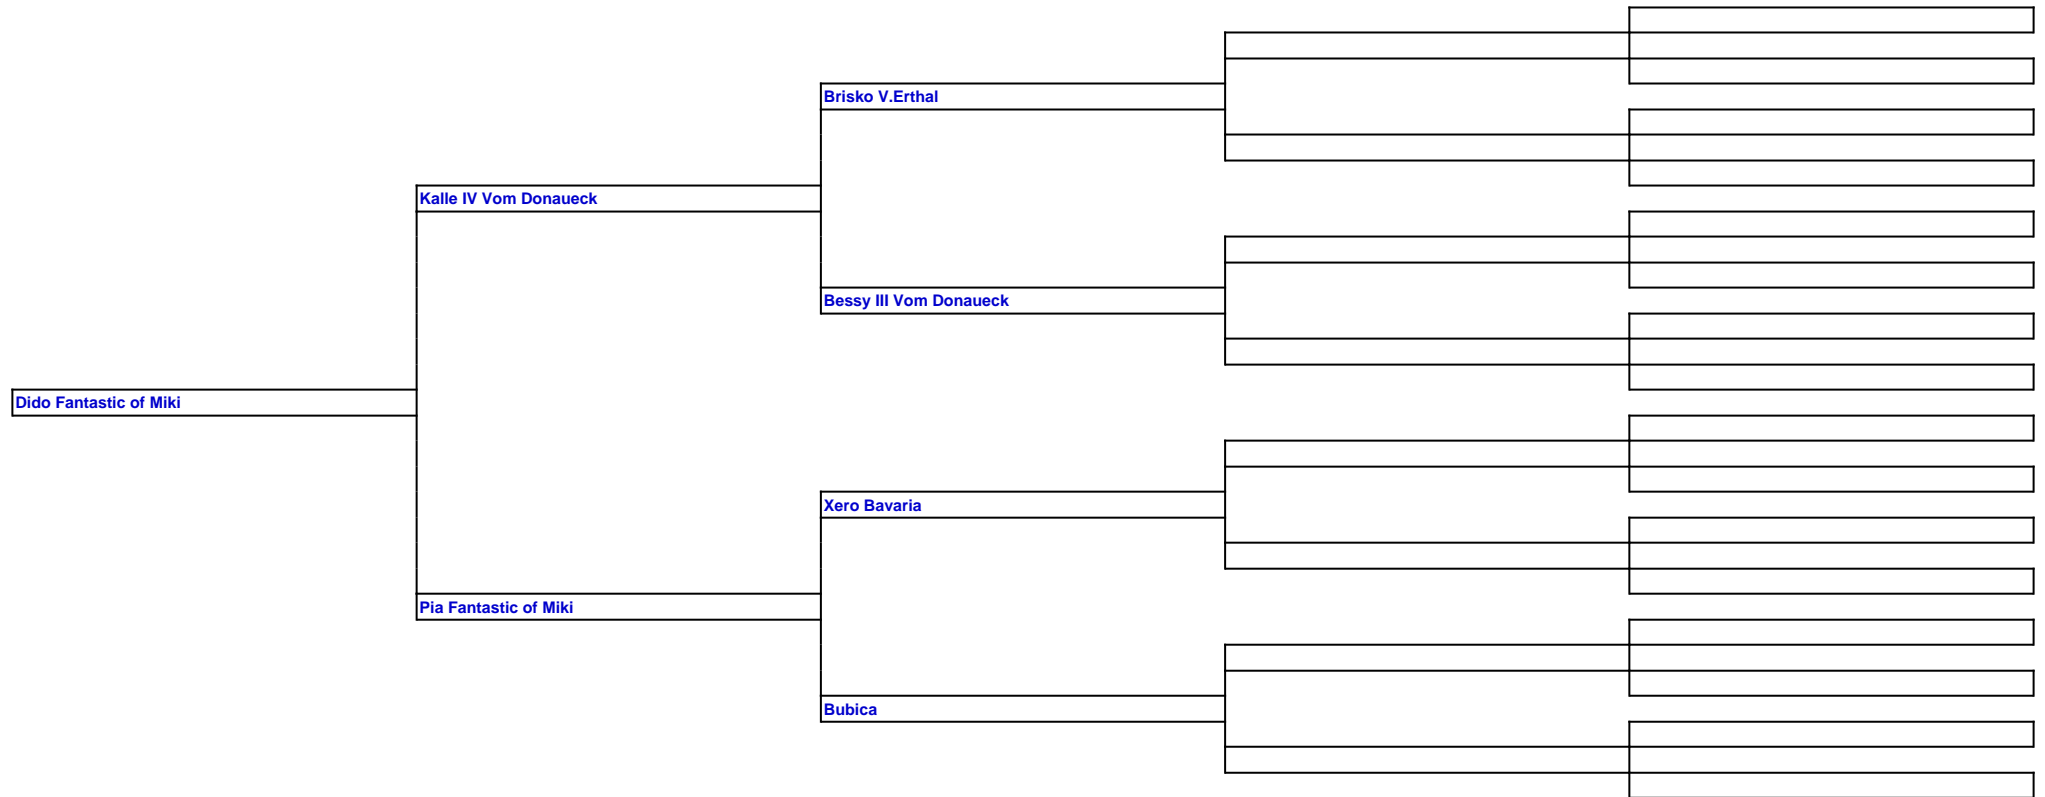 Brisko V.Erthal
Kalle IV Vom Donaueck
Bessy III Vom Donaueck
Dido Fantastic of Miki
Xero Bavaria
Pia Fantastic of Miki
Bubica